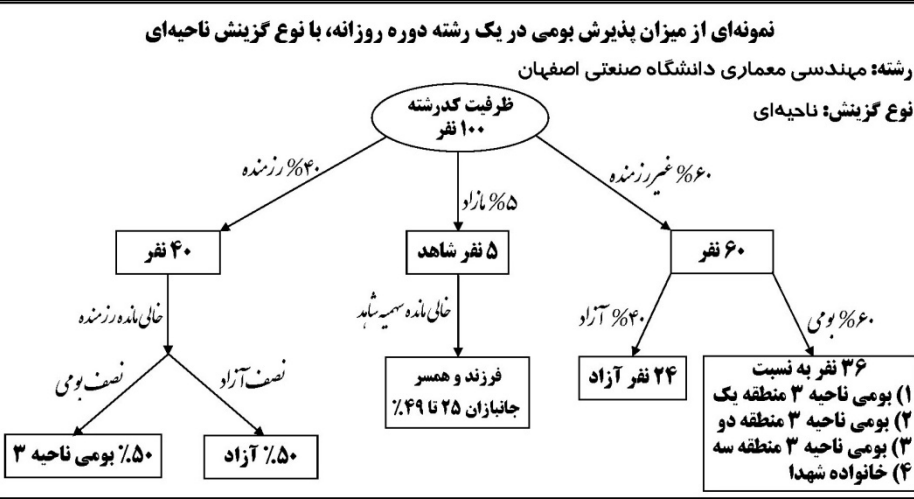 نمونه‌ای از میزان پذیرش بومی در یک رشته دوره روزانه، با نوع گزینش ناحیه‌ای
رشته: مهندسی معماری دانشگاه صنعتی اصفهان
نوع گزینش: ناحیه‌ای
ظرفیت کدرشته
۱۰۰ نفر
۶۰% غیر رزمنده
۵% مازاد
۴۰% رزمنده
۶۰ نفر
۵ نفر شاهد
۴۰ نفر
۶۰% بومی
۴۰% آزاد
خالی مانده سهمیه شاهد
خالی مانده رزمنده
۳۶ نفر به نسبت
۱) بومی ناحیه ۳ منطقه یک
۲) بومی ناحیه ۳ منطقه دو
۳) بومی ناحیه ۳ منطقه سه
۴) خانواده شهدا
۲۴ نفر آزاد
فرزند و همسر
جانبازان ۲۵ تا ۴۹٪
نصف آزاد
نصف بومی
۵۰٪ آزاد
۵۰٪ بومی ناحیه ۳